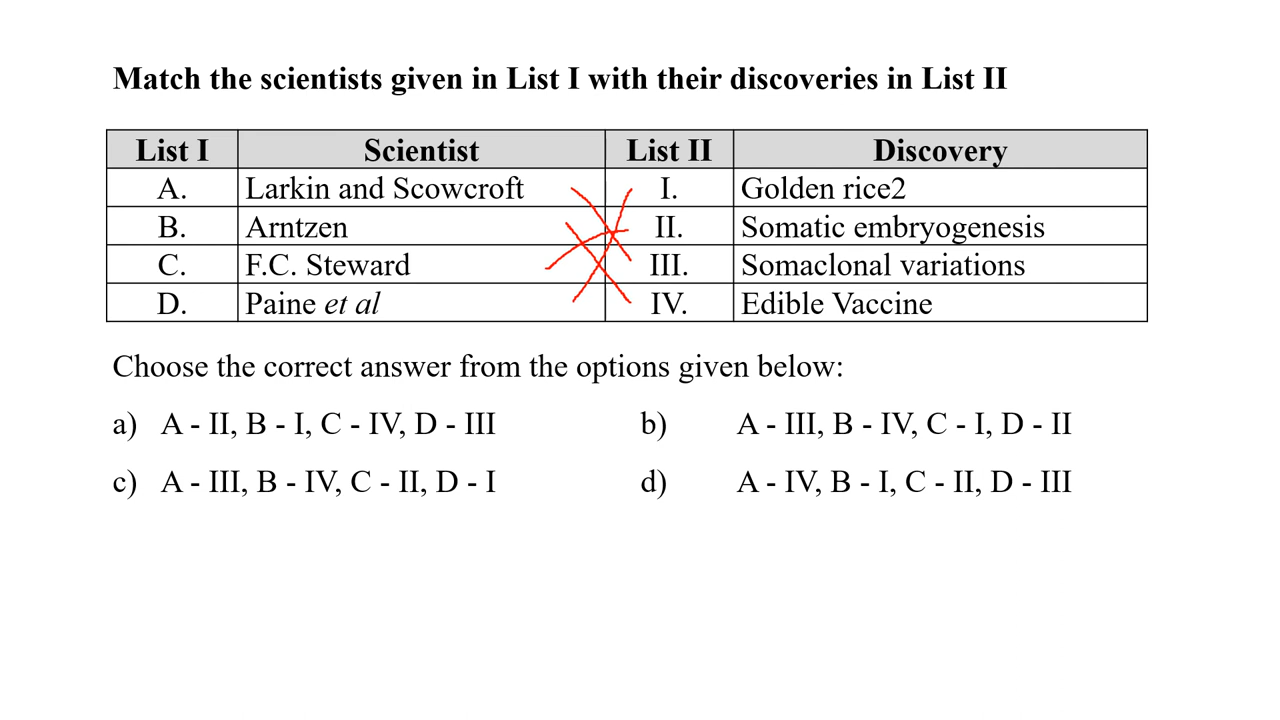 Match the scientists given in List I with their discoveries in List II
List I Scientist List II Discovery
A. Larkin and Scowcroft I. Golden rice2
B. Arntzen II. Somatic embryogenesis
C. F.C. Steward III. Somaclonal variations
D. Paine et al IV. Edible Vaccine
Choose the correct answer from the options given below:
a) A - II, B - I, C - IV, D - III b) A - III, B - IV, C - I, D - II
c) A - III, B - IV, C - II, D - I d) A - IV, B - I, C - II, D - III